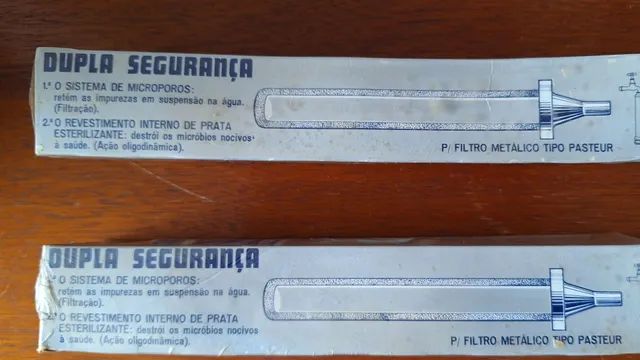 DUPLA SEGURANÇA
1.º O SISTEMA DE MICROPOROS:
retém as impurezas em suspensão na água.
(Filtração).
2.º O REVESTIMENTO INTERNO DE PRATA
ESTERILIZANTE: destrói os micróbios nocivos
à saúde. (Ação oligodinâmica).
P/ FILTRO METÁLICO TIPO PASTEUR
DUPLA SEGURANÇA
O SISTEMA DE MICROPOROS:
retém as impurezas em suspensão na água.
(Filtração).
O REVESTIMENTO INTERNO DE PRATA
ESTERILIZANTE: destrói os micróbios nocivos
à saúde. (Ação oligodinâmica).
P/ FILTRO METÁLICO TIPO PASTEUR